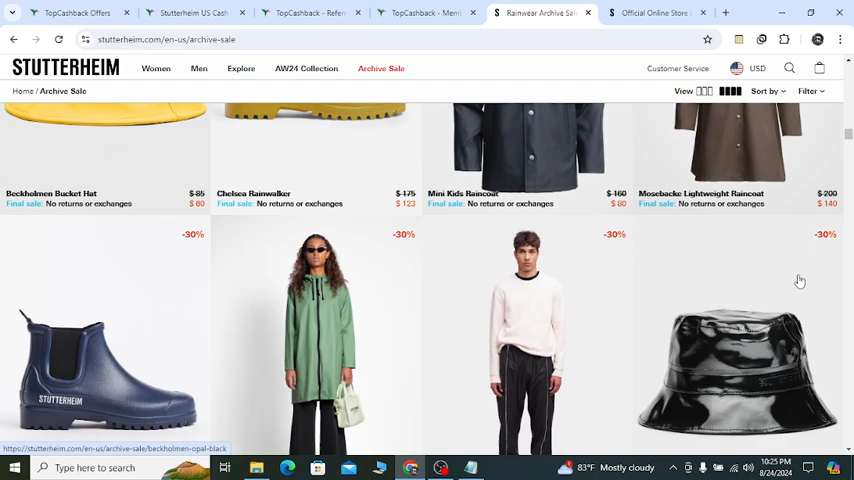 TopCashback Offers
Stutterheim US Cash
TopCashback - Refer
TopCashback - Memb
Rainwear Archive Sale
Official Online Store |
stutterheim.com/en-us/archive-sale
STUTTERHEIM Women Men Explore AW24 Collection Archive Sale Customer Service USD
Home / Archive Sale View Sort by Filter
Beckholmen Bucket Hat $ 85
Final sale: No returns or exchanges $ 60
Chelsea Rainwalker $ 175
Final sale: No returns or exchanges $ 123
Mini Kids Raincoat $ 160
Final sale: No returns or exchanges $ 80
Mosebacke Lightweight Raincoat $ 200
Final sale: No returns or exchanges $ 140
-30% -30% -30% -30%
STUTTERHEIM
https://stutterheim.com/en-us/archive-sale/beckholmen-opal-black
Type here to search
83°F Mostly cloudy
10:25 PM
8/24/2024